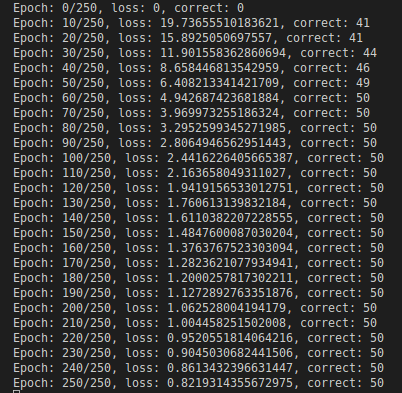 Epoch: 0/250, loss: 0, correct: 0
Epoch: 10/250, loss: 19.73655510183621, correct: 41
Epoch: 20/250, loss: 15.8925050697557, correct: 41
Epoch: 30/250, loss: 11.901558362860694, correct: 44
Epoch: 40/250, loss: 8.658446813542959, correct: 46
Epoch: 50/250, loss: 6.408213341421709, correct: 49
Epoch: 60/250, loss: 4.942687423681884, correct: 50
Epoch: 70/250, loss: 3.969973255186324, correct: 50
Epoch: 80/250, loss: 3.2952599345271985, correct: 50
Epoch: 90/250, loss: 2.8064946562951443, correct: 50
Epoch: 100/250, loss: 2.4416226405665387, correct: 50
Epoch: 110/250, loss: 2.163658049311027, correct: 50
Epoch: 120/250, loss: 1.9419156533012751, correct: 50
Epoch: 130/250, loss: 1.760613139832184, correct: 50
Epoch: 140/250, loss: 1.6110382207228555, correct: 50
Epoch: 150/250, loss: 1.4847600087030204, correct: 50
Epoch: 160/250, loss: 1.3763767523303094, correct: 50
Epoch: 170/250, loss: 1.2823621077934941, correct: 50
Epoch: 180/250, loss: 1.2000257817302211, correct: 50
Epoch: 190/250, loss: 1.1272892763351876, correct: 50
Epoch: 200/250, loss: 1.062528004194179, correct: 50
Epoch: 210/250, loss: 1.004458251502008, correct: 50
Epoch: 220/250, loss: 0.9520551814064216, correct: 50
Epoch: 230/250, loss: 0.9045030682441506, correct: 50
Epoch: 240/250, loss: 0.8613432396631447, correct: 50
Epoch: 250/250, loss: 0.8219314355672975, correct: 50